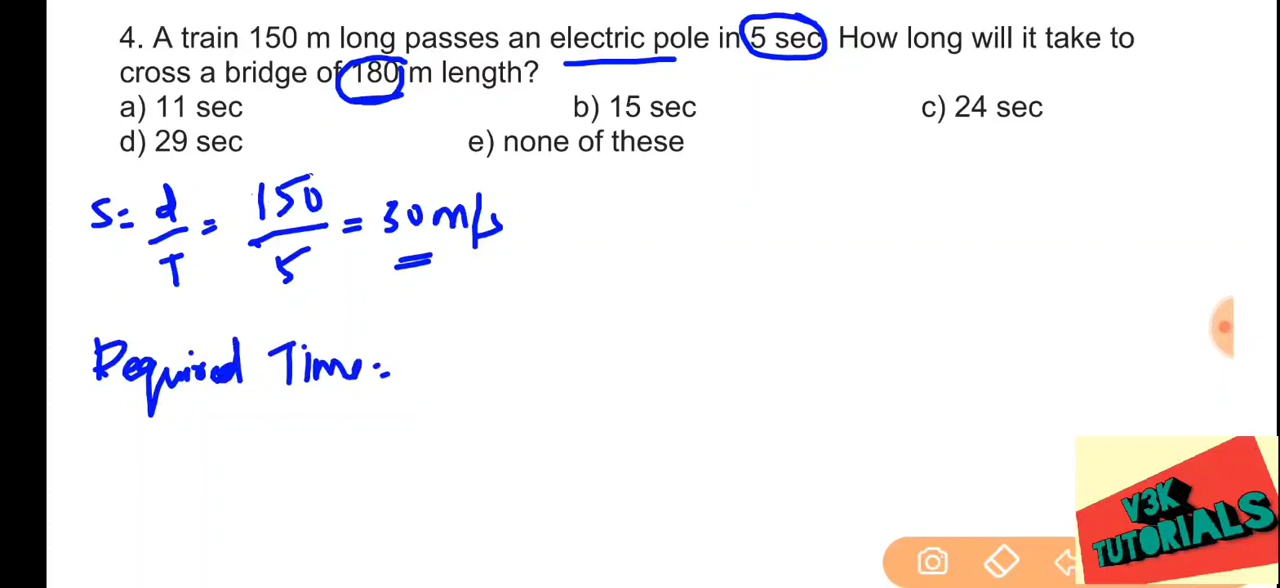 4. A train 150 m long passes an electric pole in 5 sec. How long will it take to
cross a bridge of 180 m length?
a) 11 sec b) 15 sec c) 24 sec
d) 29 sec e) none of these
S= d/T = 150/5 = 30 m/s
Required Time:
V3K
TUTORIALS